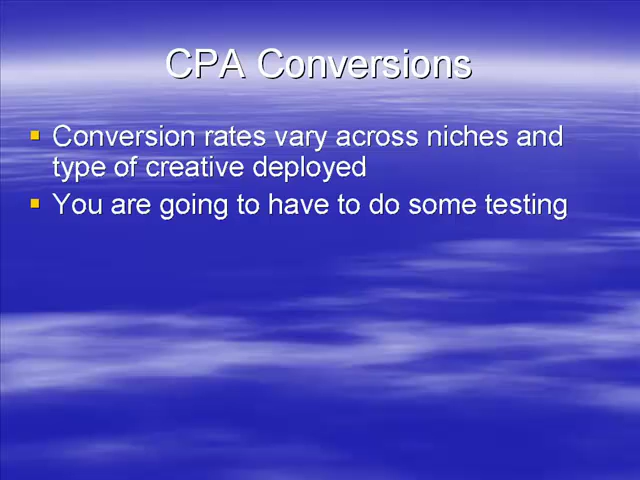 CPA Conversions
Conversion rates vary across niches and
type of creative deployed
You are going to have to do some testing